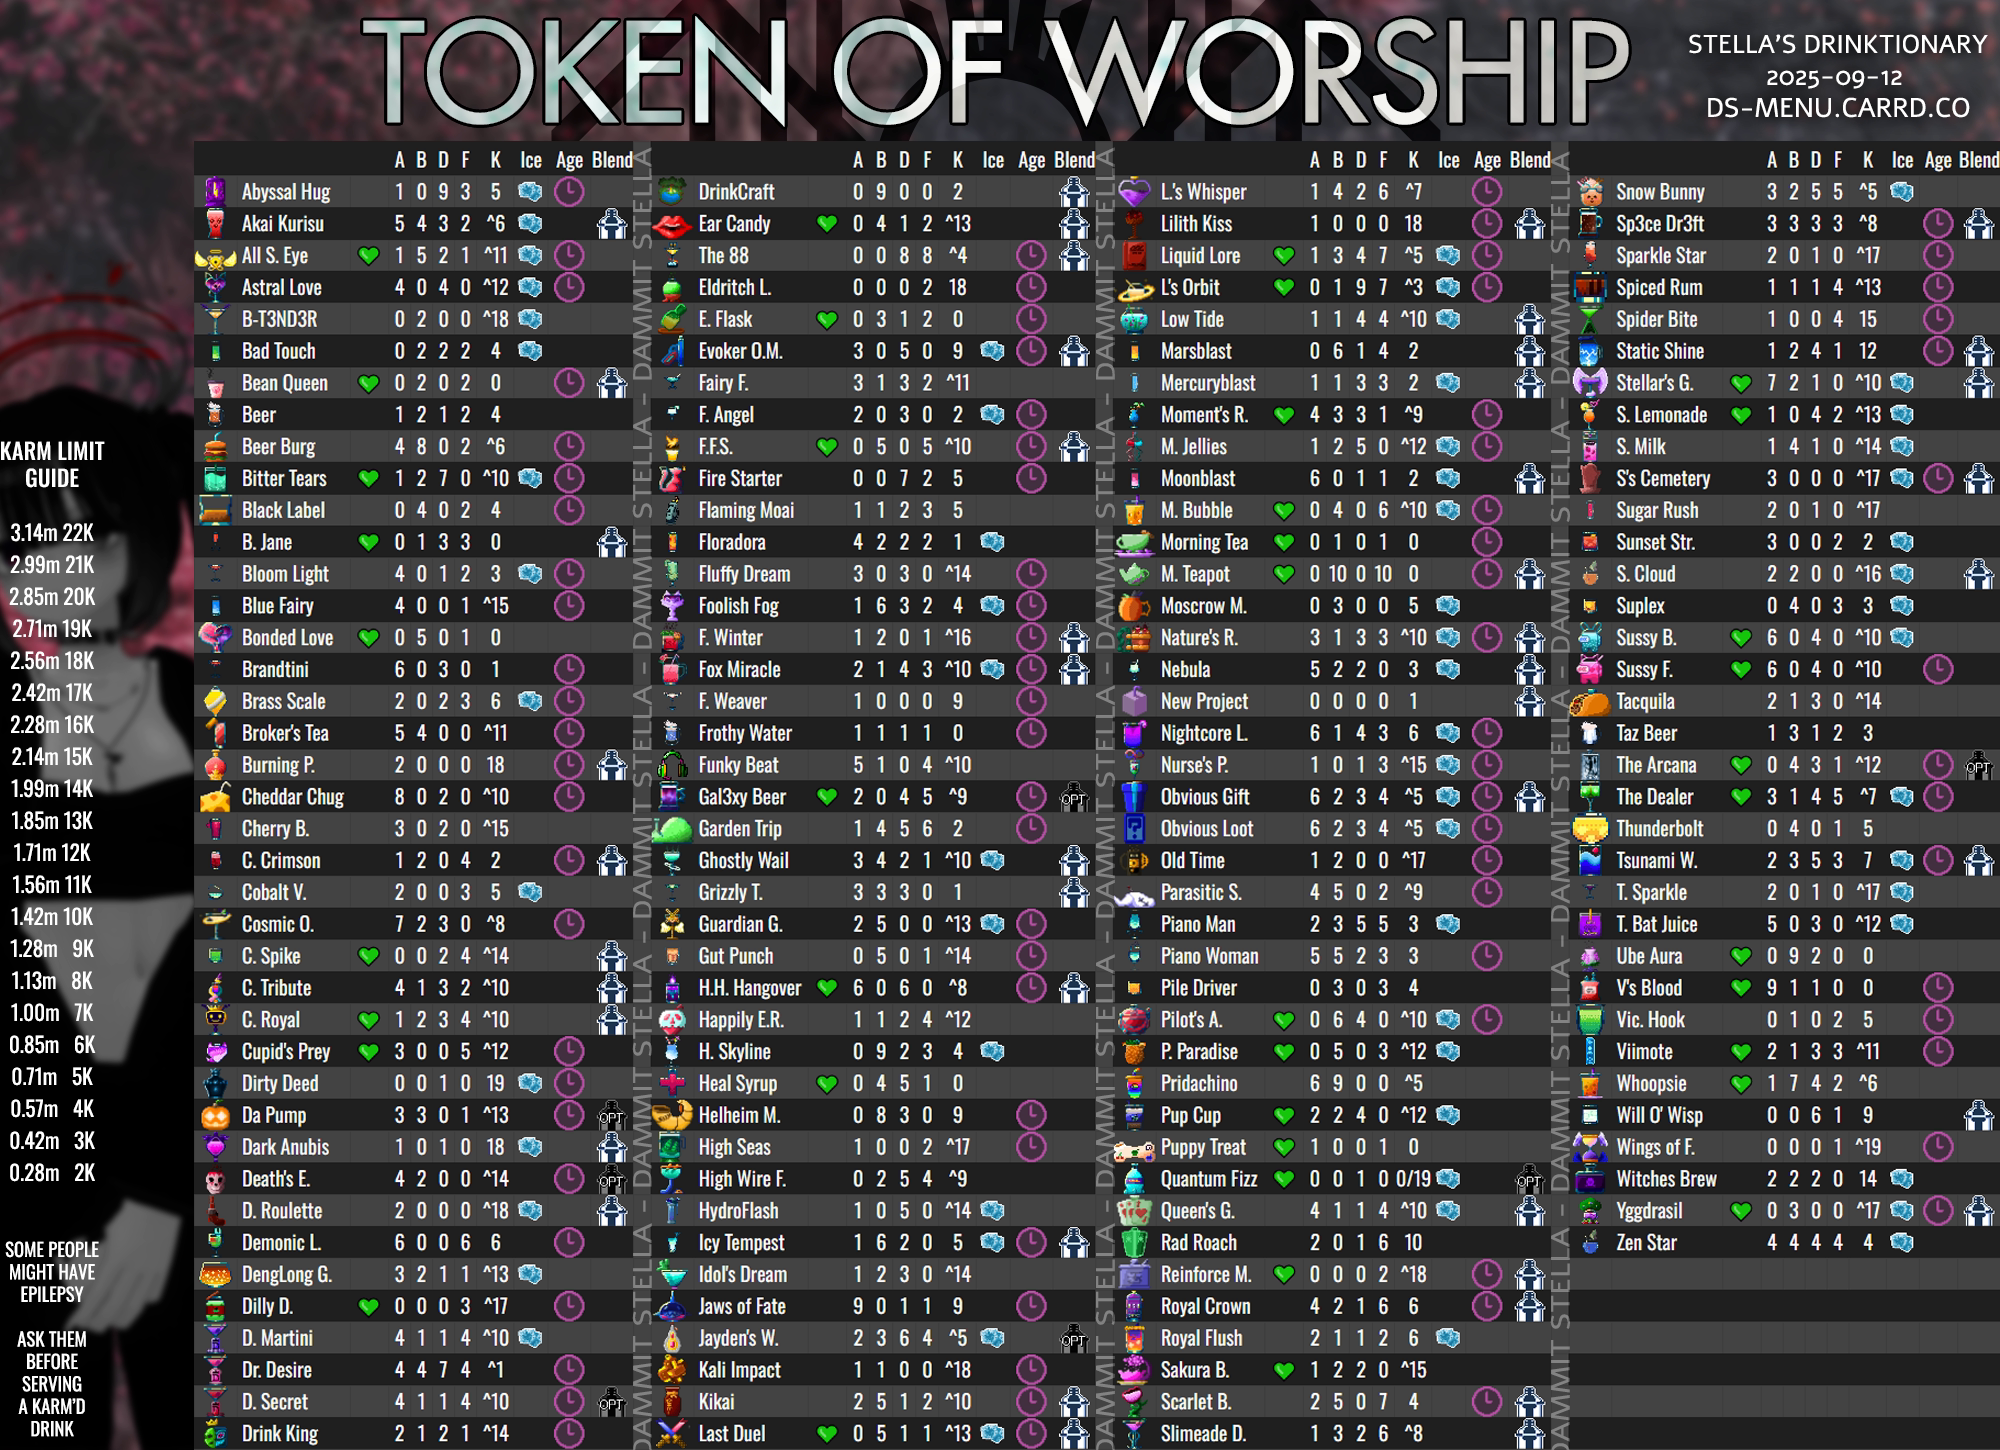 TOKEN OF WORSHIP
STELLA'S DRINKTIONARY
2025-09-12
DS-MENU.CARRD.CO
KARM LIMIT
GUIDE
3.14m 22K
2.99m 21K
2.85m 20K
2.71m 19K
2.56m 18K
2.42m 17K
2.28m 16K
2.14m 15K
1.99m 14K
1.85m 13K
1.71m 12K
1.56m 11K
1.42m 10K
1.28m 9K
1.13m 8K
1.00m 7K
0.85m 6K
0.71m 5K
0.57m 4K
0.42m 3K
0.28m 2K
SOME PEOPLE
MIGHT HAVE
EPILEPSY
ASK THEM
BEFORE
SERVING
A KARM'D
DRINK
A B D F K Ice Age Blend
Abyssal Hug 1 0 9 3 5
Akai Kurisu 5 4 3 2 ^6
All S. Eye 1 5 2 1 ^11
Astral Love 4 0 4 0 ^12
B-T3ND3R 0 2 0 0 ^18
Bad Touch 0 2 2 2 4
Bean Queen 0 2 0 2 0
Beer 1 2 1 2 4
Beer Burg 4 8 0 2 ^6
Bitter Tears 1 2 7 0 ^10
Black Label 0 4 0 2 4
B. Jane 0 1 3 3 0
Bloom Light 4 0 1 2 3
Blue Fairy 4 0 0 1 ^15
Bonded Love 0 5 0 1 0
Brandtini 6 0 3 0 1
Brass Scale 2 0 2 3 6
Broker's Tea 5 4 0 0 ^11
Burning P. 2 0 0 0 18
Cheddar Chug 8 0 2 0 ^10
Cherry B. 3 0 2 0 ^15
C. Crimson 1 2 0 4 2
Cobalt V. 2 0 0 3 5
Cosmic O. 7 2 3 0 ^8
C. Spike 0 0 2 4 ^14
C. Tribute 4 1 3 2 ^10
C. Royal 1 2 3 4 ^10
Cupid's Prey 3 0 0 5 ^12
Dirty Deed 0 0 1 0 19
Da Pump 3 3 0 1 ^13 OPT
Dark Anubis 1 0 1 0 18
Death's E. 4 2 0 0 ^14 OPT
D. Roulette 2 0 0 0 ^18
Demonic L. 6 0 0 6 6
DengLong G. 3 2 1 1 ^13
Dilly D. 0 0 0 3 ^17
D. Martini 4 1 1 4 ^10
Dr. Desire 4 4 7 4 ^1
D. Secret 4 1 1 4 ^10 OPT
Drink King 2 1 2 1 ^14
DAMMIT STELLA - DAMMIT STELLA - DAMMIT STELLA - DAMMIT STELLA
A B D F K Ice Age Blend
DrinkCraft 0 9 0 0 2
Ear Candy 0 4 1 2 ^13
The 88 0 0 8 8 ^4
Eldritch L. 0 0 0 2 18
E. Flask 0 3 1 2 0
Evoker O.M. 3 0 5 0 9
Fairy F. 3 1 3 2 ^11
F. Angel 2 0 3 0 2
F.F.S. 0 5 0 5 ^10
Fire Starter 0 0 7 2 5
Flaming Moai 1 1 2 3 5
Floradora 4 2 2 2 1
Fluffy Dream 3 0 3 0 ^14
Foolish Fog 1 6 3 2 4
F. Winter 1 2 0 1 ^16
Fox Miracle 2 1 4 3 ^10
F. Weaver 1 0 0 0 9
Frothy Water 1 1 1 1 0
Funky Beat 5 1 0 4 ^10
Gal3xy Beer 2 0 4 5 ^9 OPT
Garden Trip 1 4 5 6 2
Ghostly Wail 3 4 2 1 ^10
Grizzly T. 3 3 3 0 1
Guardian G. 2 5 0 0 ^13
Gut Punch 0 5 0 1 ^14
H.H. Hangover 6 0 6 0 ^8
Happily E.R. 1 1 2 4 ^12
H. Skyline 0 9 2 3 4
Heal Syrup 0 4 5 1 0
Helheim M. 0 8 3 0 9
High Seas 1 0 0 2 ^17
High Wire F. 0 2 5 4 ^9
HydroFlash 1 0 5 0 ^14
Icy Tempest 1 6 2 0 5
Idol's Dream 1 2 3 0 ^14
Jaws of Fate 9 0 1 1 9
Jayden's W. 2 3 6 4 ^5 OPT
Kali Impact 1 1 0 0 ^18
Kikai 2 5 1 2 ^10
Last Duel 0 5 1 1 ^13
DAMMIT STELLA - DAMMIT STELLA - DAMMIT STELLA - DAMMIT STELLA
A B D F K Ice Age Blend
L.'s Whisper 1 4 2 6 ^7
Lilith Kiss 1 0 0 0 18
Liquid Lore 1 3 4 7 ^5
L's Orbit 0 1 9 7 ^3
Low Tide 1 1 4 4 ^10
Marsblast 0 6 1 4 2
Mercuryblast 1 1 3 3 2
Moment's R. 4 3 3 1 ^9
M. Jellies 1 2 5 0 ^12
Moonblast 6 0 1 1 2
M. Bubble 0 4 0 6 ^10
Morning Tea 0 1 0 1 0
M. Teapot 0 10 0 10 0
Moscrow M. 0 3 0 0 5
Nature's R. 3 1 3 3 ^10
Nebula 5 2 2 0 3
New Project 0 0 0 0 1
Nightcore L. 6 1 4 3 6
Nurse's P. 1 0 1 3 ^15
Obvious Gift 6 2 3 4 ^5
Obvious Loot 6 2 3 4 ^5
Old Time 1 2 0 0 ^17
Parasitic S. 4 5 0 2 ^9
Piano Man 2 3 5 5 3
Piano Woman 5 5 2 3 3
Pile Driver 0 3 0 3 4
Pilot's A. 0 6 4 0 ^10
P. Paradise 0 5 0 3 ^12
Pridachino 6 9 0 0 ^5
Pup Cup 2 2 4 0 ^12
Puppy Treat 1 0 0 1 0
Quantum Fizz 0 0 1 0 0/19 OPT
Queen's G. 4 1 1 4 ^10
Rad Roach 2 0 1 6 10
Reinforce M. 0 0 0 2 ^18
Royal Crown 4 2 1 6 6
Royal Flush 2 1 1 2 6
Sakura B. 1 2 2 0 ^15
Scarlet B. 2 5 0 7 4
Slimeade D. 1 3 2 6 ^8
DAMMIT STELLA - DAMMIT STELLA - DAMMIT STELLA - DAMMIT STELLA
A B D F K Ice Age Blend
Snow Bunny 3 2 5 5 ^5
Sp3ce Dr3ft 3 3 3 3 ^8
Sparkle Star 2 0 1 0 ^17
Spiced Rum 1 1 1 4 ^13
Spider Bite 1 0 0 4 15
Static Shine 1 2 4 1 12
Stellar's G. 7 2 1 0 ^10
S. Lemonade 1 0 4 2 ^13
S. Milk 1 4 1 0 ^14
S's Cemetery 3 0 0 0 ^17
Sugar Rush 2 0 1 0 ^17
Sunset Str. 3 0 0 2 2
S. Cloud 2 2 0 0 ^16
Suplex 0 4 0 3 3
Sussy B. 6 0 4 0 ^10
Sussy F. 6 0 4 0 ^10
Tacquila 2 1 3 0 ^14
Taz Beer 1 3 1 2 3
The Arcana 0 4 3 1 ^12 OPT
The Dealer 3 1 4 5 ^7
Thunderbolt 0 4 0 1 5
Tsunami W. 2 3 5 3 7
T. Sparkle 2 0 1 0 ^17
T. Bat Juice 5 0 3 0 ^12
Ube Aura 0 9 2 0 0
V's Blood 9 1 1 0 0
Vic. Hook 0 1 0 2 5
Viimote 2 1 3 3 ^11
Whoopsie 1 7 4 2 ^6
Will O' Wisp 0 0 6 1 9
Wings of F. 0 0 0 1 ^19
Witches Brew 2 2 2 0 14
Yggdrasil 0 3 0 0 ^17
Zen Star 4 4 4 4 4